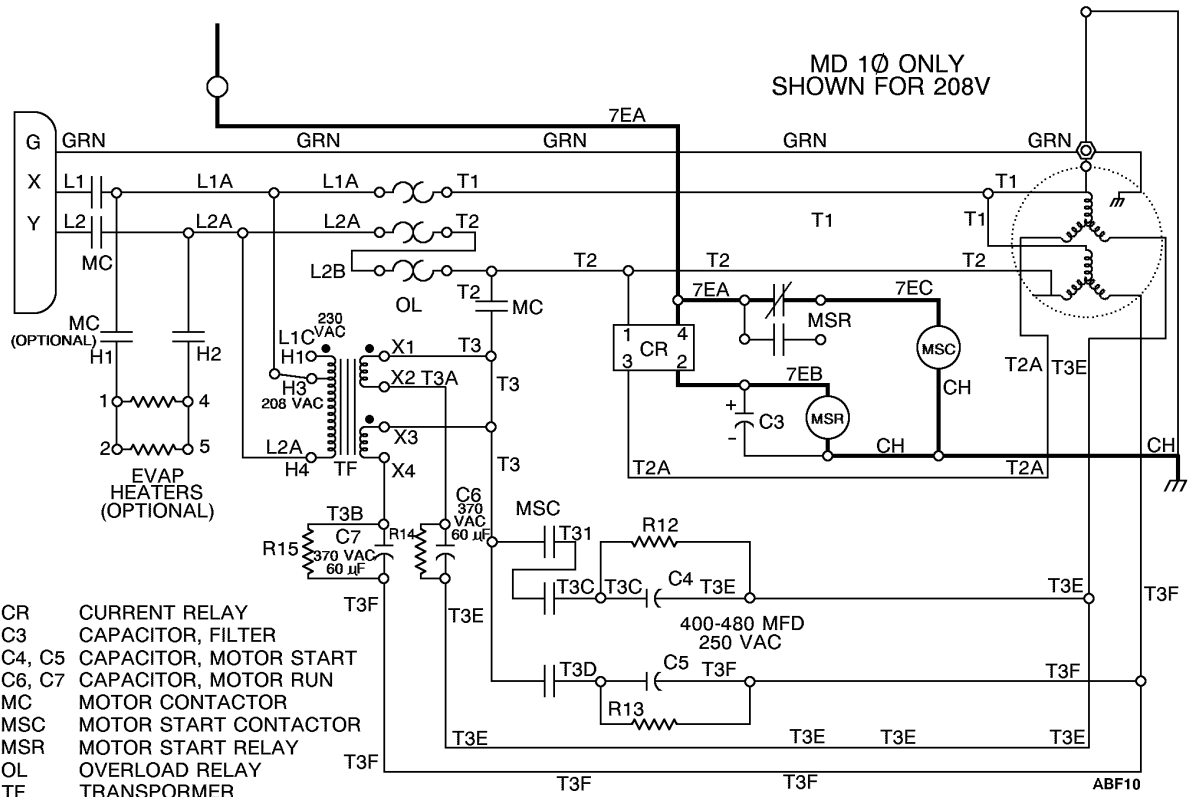 MD 1Ø ONLY
SHOWN FOR 208V
7EA
G GRN GRN GRN GRN GRN
X L1 L1A L1A T1 T1
Y L2 L2A L2A T2 T1 T1
MC
L2B T2 T2 T2
OL
T2 MC
7EA 7EC
MSR
MC
(OPTIONAL)
H1 H2
230
VAC
L1C
H1 X1 T3
1 4
CR
3 2
MSC
X2 T3A T3
H3
208 VAC
T2A T3E
7EB
CH
+
C3
-
MSR
1 4
X3
CH CH
2 5
L2A
H4 TF X4
T3
T2A T2A
EVAP
HEATERS
(OPTIONAL)
C6
370
VAC
60 µF
MSC
T3B
R15
C7
370 VAC
60 µF
R14
T31
R12
T3C T3C C4 T3E T3E
T3F
T3F
T3E
400-480 MFD
250 VAC
T3D C5 T3F T3F
R13
T3E T3E T3E T3E
T3F
T3F T3F
CR CURRENT RELAY
C3 CAPACITOR, FILTER
C4, C5 CAPACITOR, MOTOR START
C6, C7 CAPACITOR, MOTOR RUN
MC MOTOR CONTACTOR
MSC MOTOR START CONTACTOR
MSR MOTOR START RELAY
OL OVERLOAD RELAY
TF TRANSPORMER
ABF10